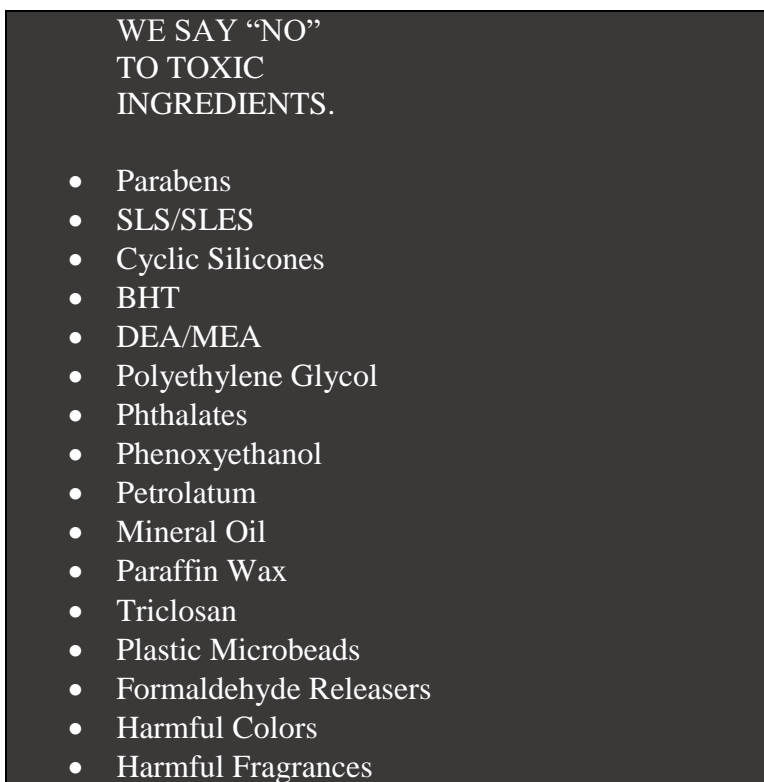 WE SAY “NO”
TO TOXIC
INGREDIENTS.
• Parabens
• SLS/SLES
• Cyclic Silicones
• BHT
• DEA/MEA
• Polyethylene Glycol
• Phthalates
• Phenoxyethanol
• Petrolatum
• Mineral Oil
• Paraffin Wax
• Triclosan
• Plastic Microbeads
• Formaldehyde Releasers
• Harmful Colors
• Harmful Fragrances